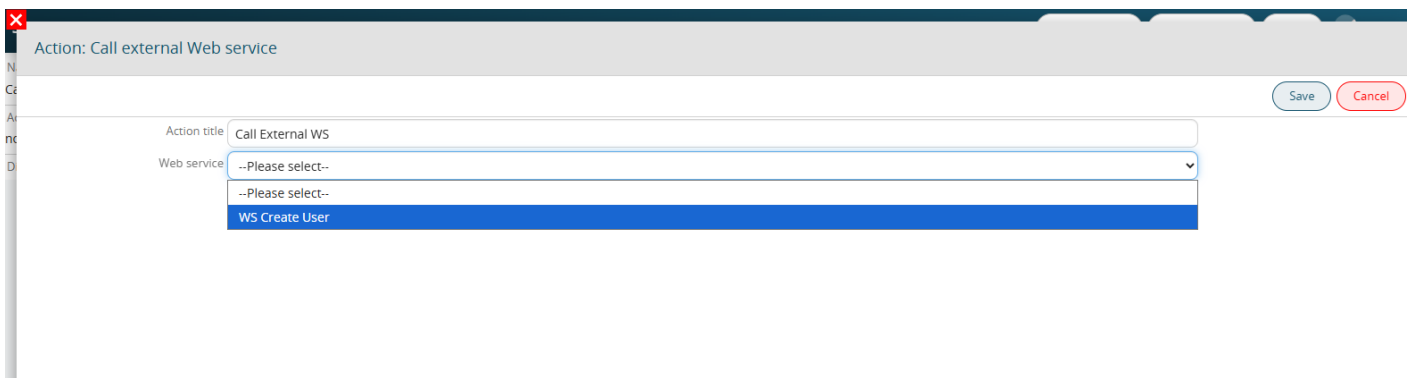 Action: Call external Web service
Save Cancel
Action title Call External WS
Web service --Please select--
--Please select--
WS Create User